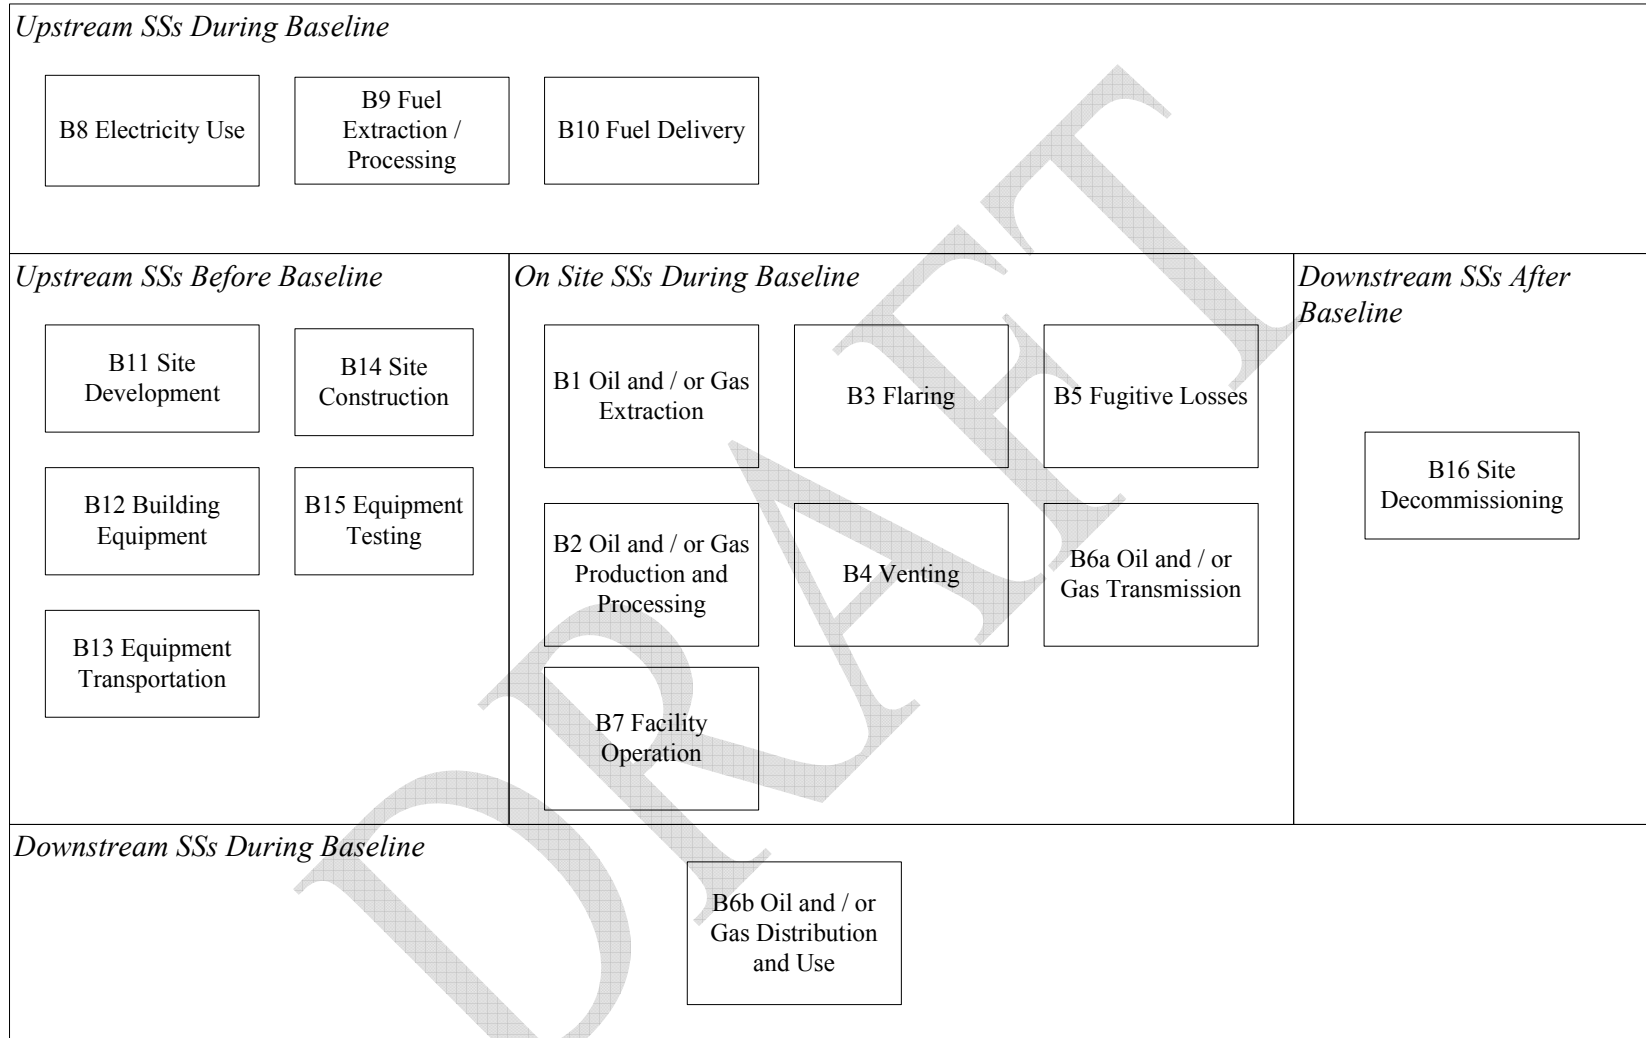 Upstream SSs During Baseline
B8 Electricity Use
B9 Fuel
Extraction /
Processing
B10 Fuel Delivery
Upstream SSs Before Baseline
B11 Site
Development
B14 Site
Construction
B12 Building
Equipment
B15 Equipment
Testing
B13 Equipment
Transportation
On Site SSs During Baseline
B1 Oil and / or Gas
Extraction
B3 Flaring
B5 Fugitive Losses
B2 Oil and / or Gas
Production and
Processing
B4 Venting
B6a Oil and / or
Gas Transmission
B7 Facility
Operation
Downstream SSs After
Baseline
B16 Site
Decommissioning
Downstream SSs During Baseline
B6b Oil and / or
Gas Distribution
and Use
DRAFT